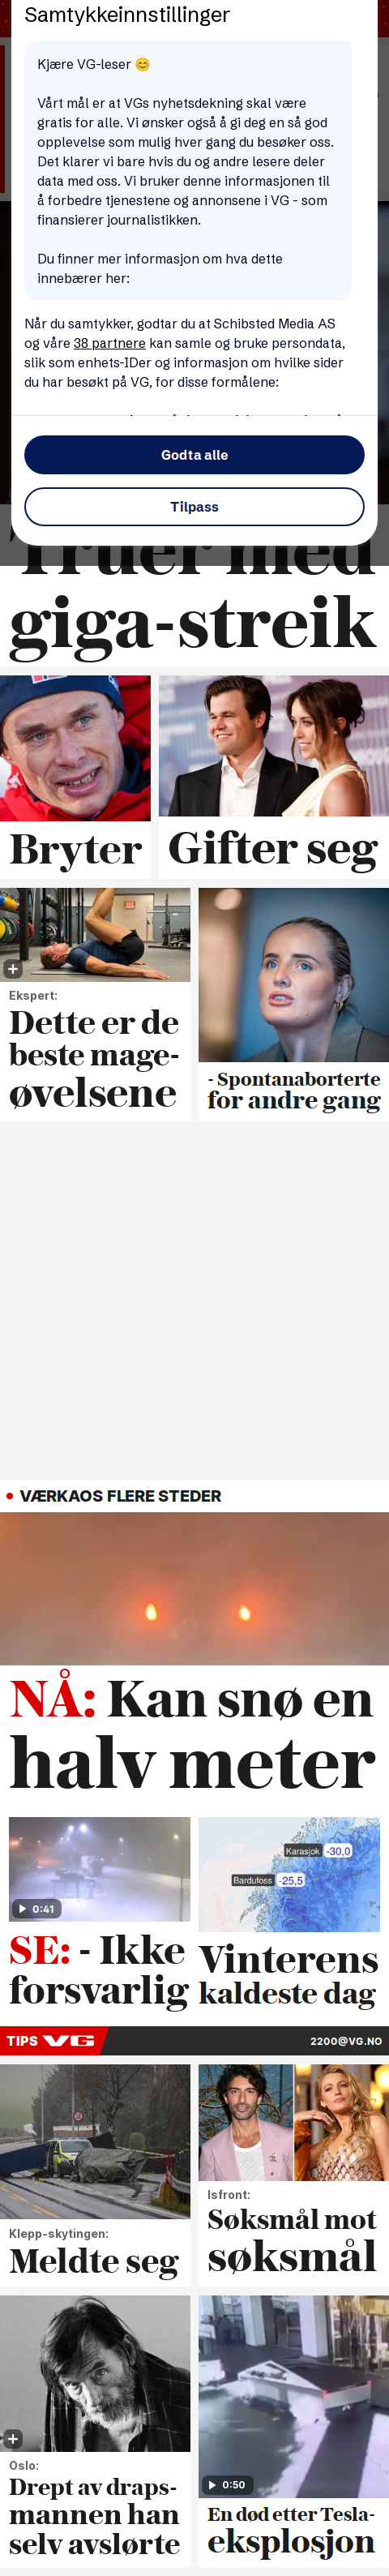 Samtykkeinnstillinger
Kjære VG-leser 😊
Vårt mål er at VGs nyhetsdekning skal være
gratis for alle. Vi ønsker også å gi deg en så god
opplevelse som mulig hver gang du besøker oss.
Det klarer vi bare hvis du og andre lesere deler
data med oss. Vi bruker denne informasjonen til
å forbedre tjenestene og annonsene i VG - som
finansierer journalistikken.
Du finner mer informasjon om hva dette
innebærer her:
Når du samtykker, godtar du at Schibsted Media AS
og våre 38 partnere kan samle og bruke persondata,
slik som enhets-IDer og informasjon om hvilke sider
du har besøkt på VG, for disse formålene:
Godta alle
Tilpass
Truer med
giga-streik
Bryter
Gifter seg
Ekspert:
Dette er de
beste mage-
øvelsene
- Spontanaborterte
for andre gang
VÆRKAOS FLERE STEDER
NÅ: Kan snø en
halv meter
0:41
SE: - Ikke
forsvarlig
Karasjok -30,0
Bardufoss -25,5
Vinterens
kaldeste dag
TIPS VG
2200@VG.NO
Klepp-skytingen:
Meldte seg
Isfront:
Søksmål mot
søksmål
Oslo:
Drept av draps-
mannen han
selv avslørte
0:50
En død etter Tesla-
eksplosjon